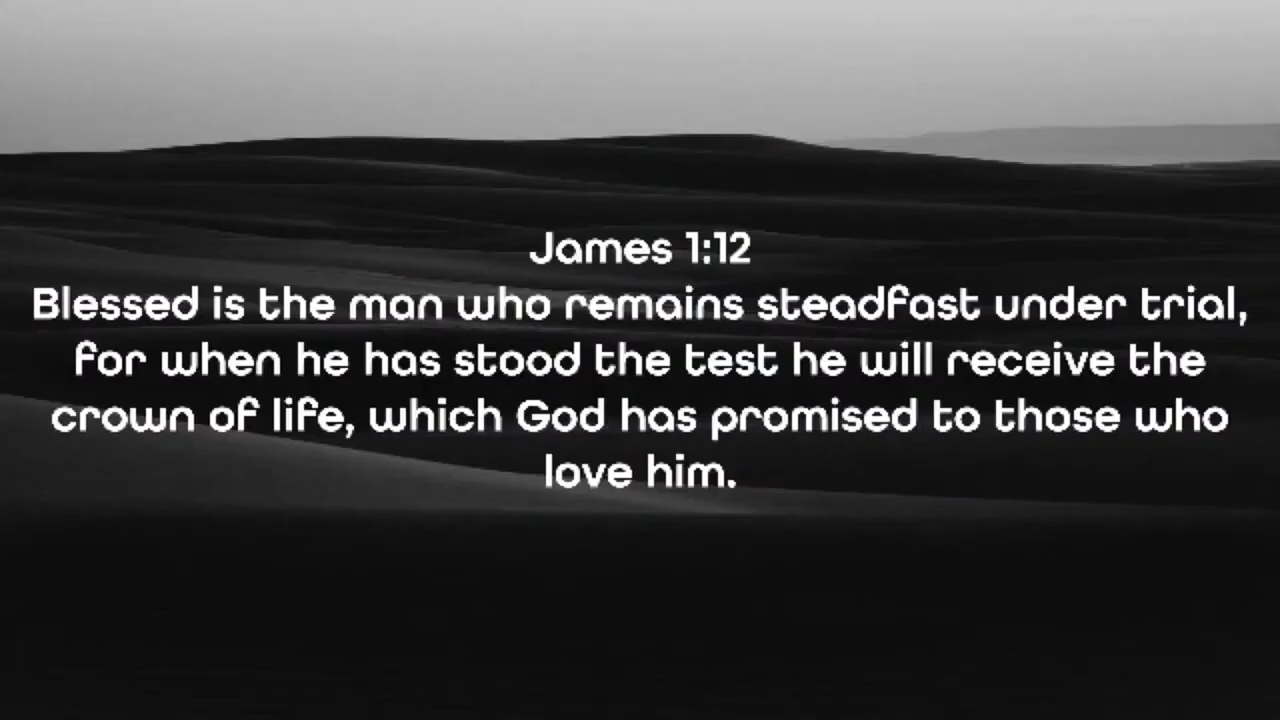 James 1:12
Blessed is the man who remains steadfast under trial,
for when he has stood the test he will receive the
crown of life, which God has promised to those who
love him.